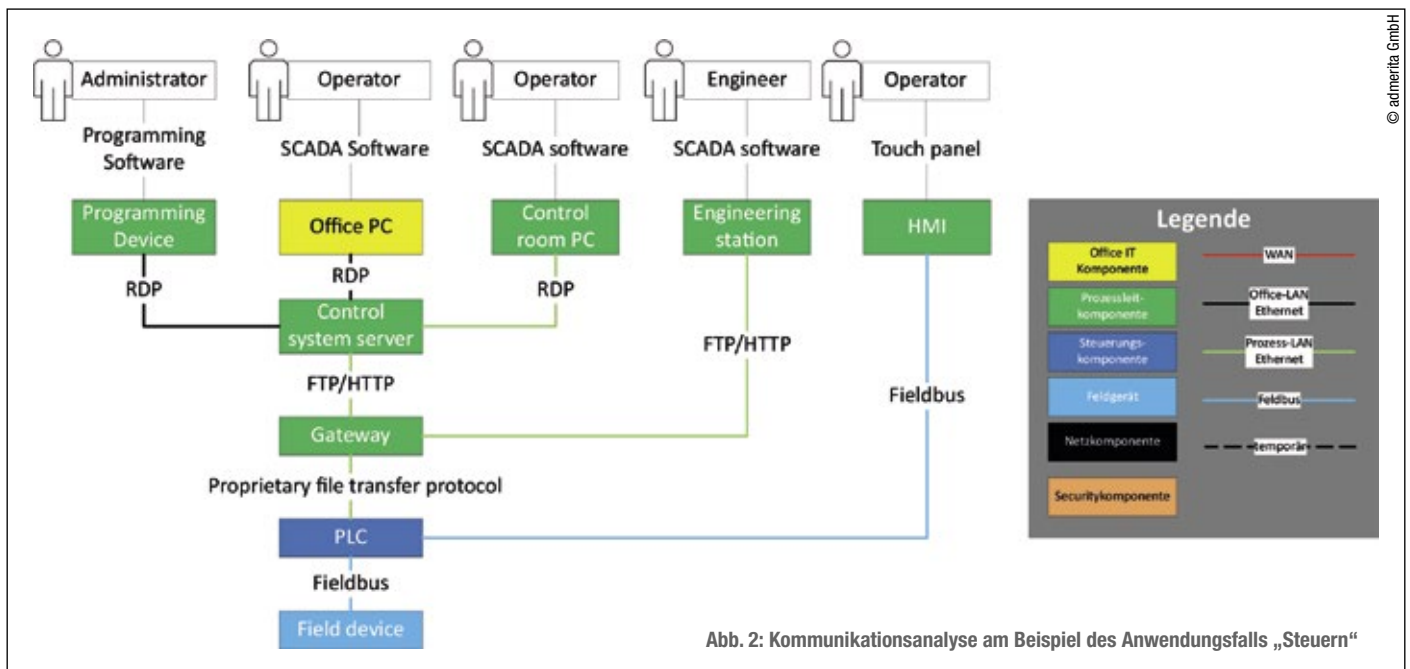 © admerita GmbH
Administrator
Operator
Operator
Engineer
Operator
Programming
Software
SCADA Software
SCADA software
SCADA software
Touch panel
Programming
Device
Office PC
Control
room PC
Engineering
station
HMI
RDP
RDP
RDP
Control
system server
FTP/HTTP
FTP/HTTP
Fieldbus
Gateway
Proprietary file transfer protocol
PLC
Fieldbus
Field device
Legende
Office IT
Komponente
WAN
Prozessleit-
komponente
Office-LAN
Ethernet
Steuerungs-
komponente
Prozess-LAN
Ethernet
Feldgerät
Feldbus
Netzkomponente
temporär
Securitykomponente
Abb. 2: Kommunikationsanalyse am Beispiel des Anwendungsfalls „Steuern“